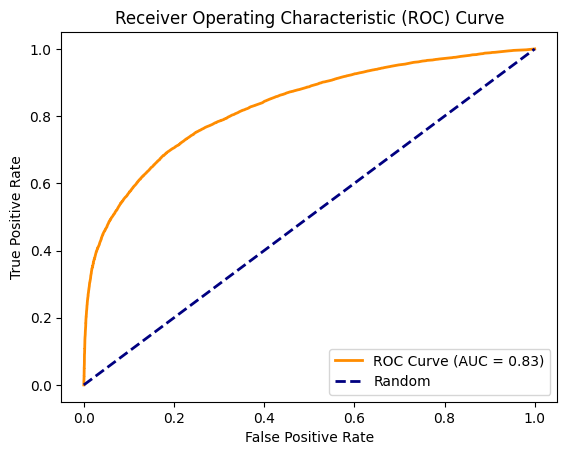 Receiver Operating Characteristic (ROC) Curve
1.0
0.8
0.6
0.4
0.2
0.0
True Positive Rate
ROC Curve (AUC = 0.83)
Random
0.0 0.2 0.4 0.6 0.8 1.0
False Positive Rate